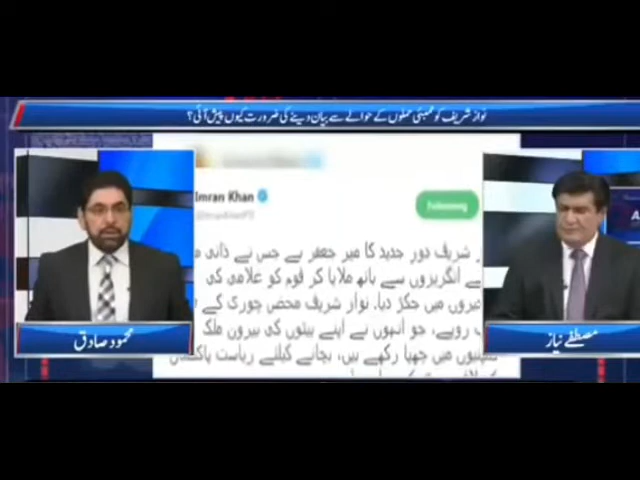 نواز شریف کو ممبئی حملوں کے حوالے سے بیان دینے کی ضرورت کیوں پیش آئی؟
Imran Khan
@ImranKhanPTI
Following
شریف دور جدید کا میر جعفر ہے جس نے ذاتی
ے انگریزوں سے ہاتھ ملایا کر قوم کو غلامی کی
میں جکڑ دیا۔ نواز شریف محض چوری کے
روپے، جو انہوں نے اپنے بیٹوں کی بیرون ملک
میں چھپا رکھے ہیں، بچانے کیلئے ریاست پاکستان
محمود صادق
مصطفےٰ نیاز